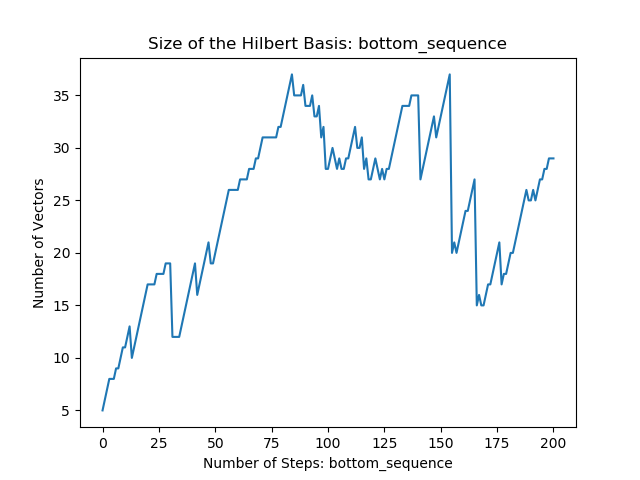 Size of the Hilbert Basis: bottom_sequence
35
30
25
20
15
10
5
Number of Vectors
0 25 50 75 100 125 150 175 200
Number of Steps: bottom_sequence